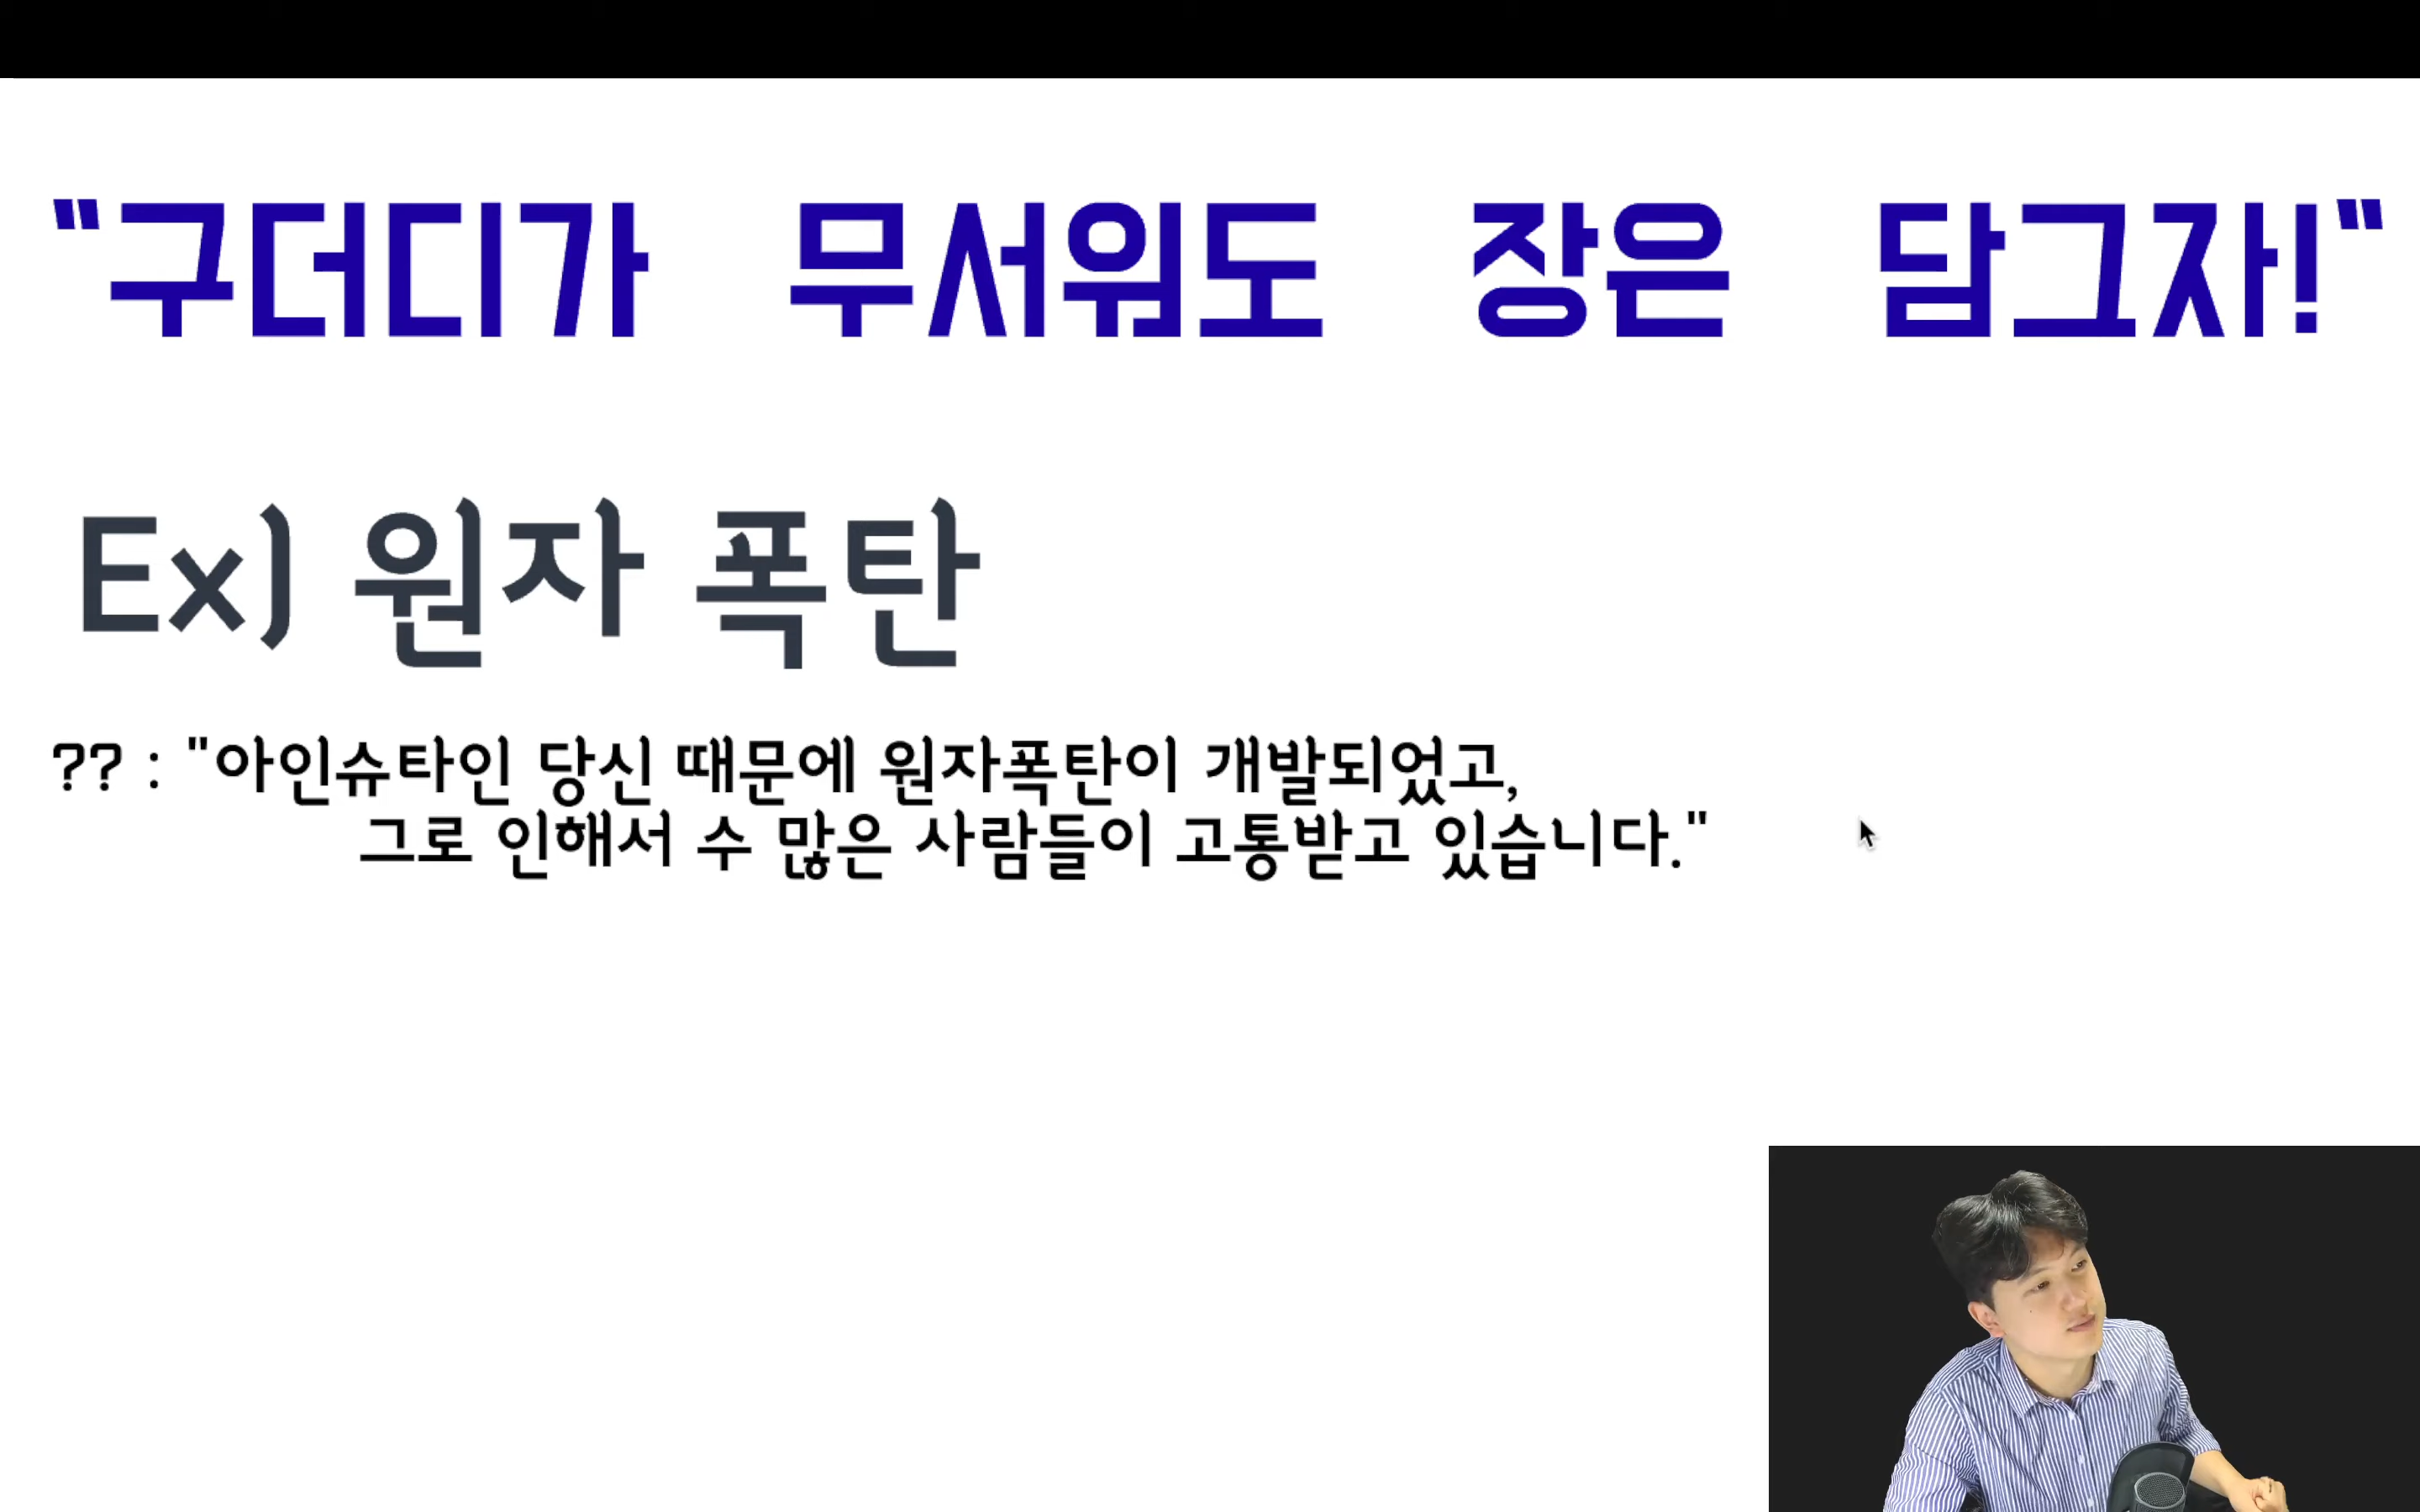 "구더디가 무서워도 장은 담그자!"
Ex) 원자 폭탄
?? : "아인슈타인 당신 때문에 원자폭탄이 개발되었고,
그로 인해서 수 많은 사람들이 고통받고 있습니다."